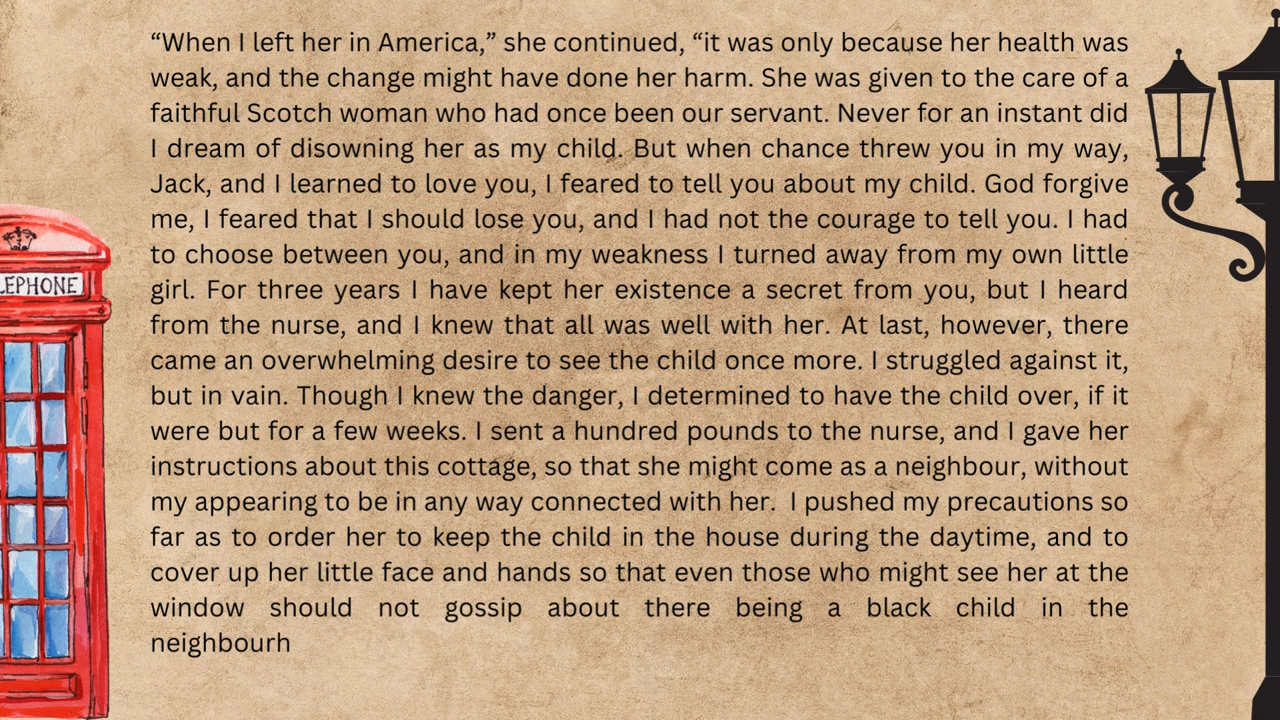 “When I left her in America,” she continued, “it was only because her health was
weak, and the change might have done her harm. She was given to the care of a
faithful Scotch woman who had once been our servant. Never for an instant did
I dream of disowning her as my child. But when chance threw you in my way,
Jack, and I learned to love you, I feared to tell you about my child. God forgive
me, I feared that I should lose you, and I had not the courage to tell you. I had
to choose between you, and in my weakness I turned away from my own little
girl. For three years I have kept her existence a secret from you, but I heard
from the nurse, and I knew that all was well with her. At last, however, there
came an overwhelming desire to see the child once more. I struggled against it,
but in vain. Though I knew the danger, I determined to have the child over, if it
were but for a few weeks. I sent a hundred pounds to the nurse, and I gave her
instructions about this cottage, so that she might come as a neighbour, without
my appearing to be in any way connected with her.  I pushed my precautions so
far as to order her to keep the child in the house during the daytime, and to
cover up her little face and hands so that even those who might see her at the
window should not gossip about there being a black child in the
neighbourh
LEPHONE